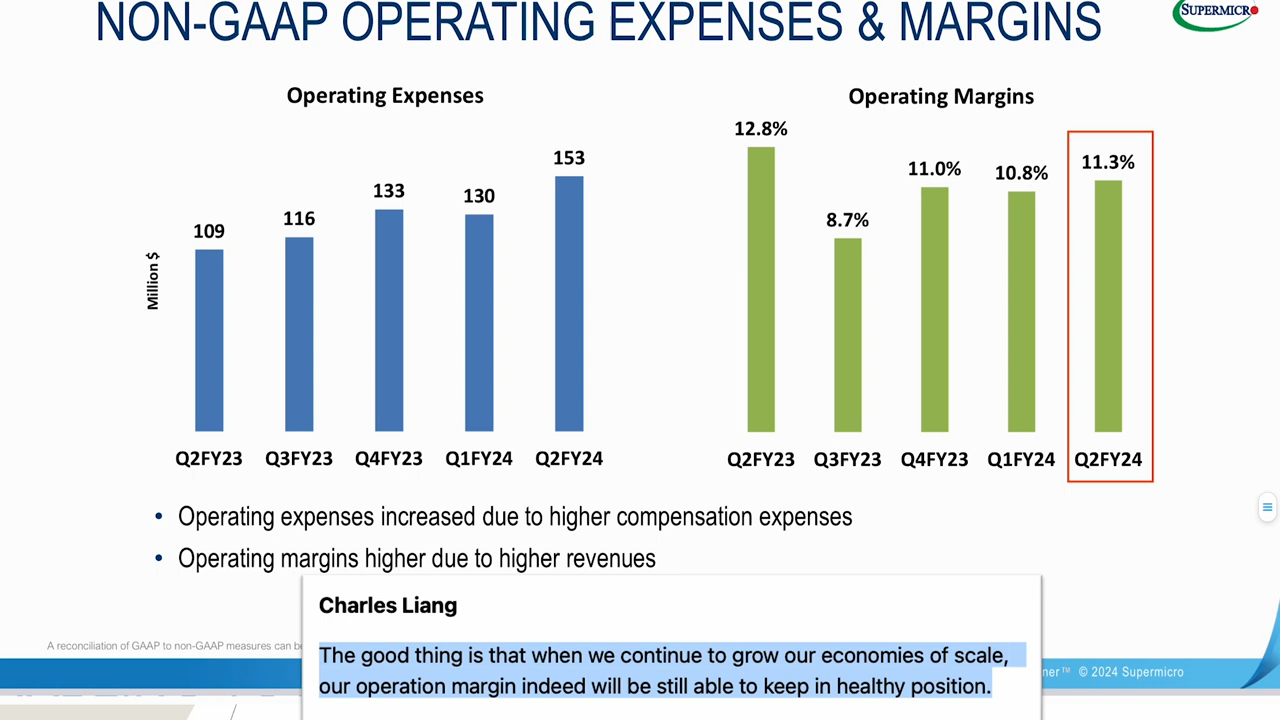 NON-GAAP OPERATING EXPENSES & MARGINS
SUPERMICRO
Operating Expenses
Million $
109
116
133
130
153
Q2FY23
Q3FY23
Q4FY23
Q1FY24
Q2FY24
Operating Margins
12.8%
8.7%
11.0%
10.8%
11.3%
Q2FY23
Q3FY23
Q4FY23
Q1FY24
Q2FY24
• Operating expenses increased due to higher compensation expenses
• Operating margins higher due to higher revenues
Charles Liang
The good thing is that when we continue to grow our economies of scale,
our operation margin indeed will be still able to keep in healthy position.
A reconciliation of GAAP to non-GAAP measures can be
© 2024 Supermicro